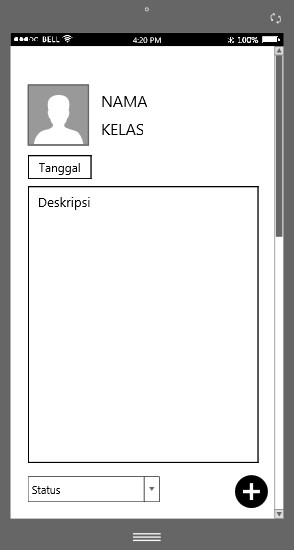 BELL 4:20 PM 100%
NAMA
KELAS
Tanggal
Deskripsi
Status